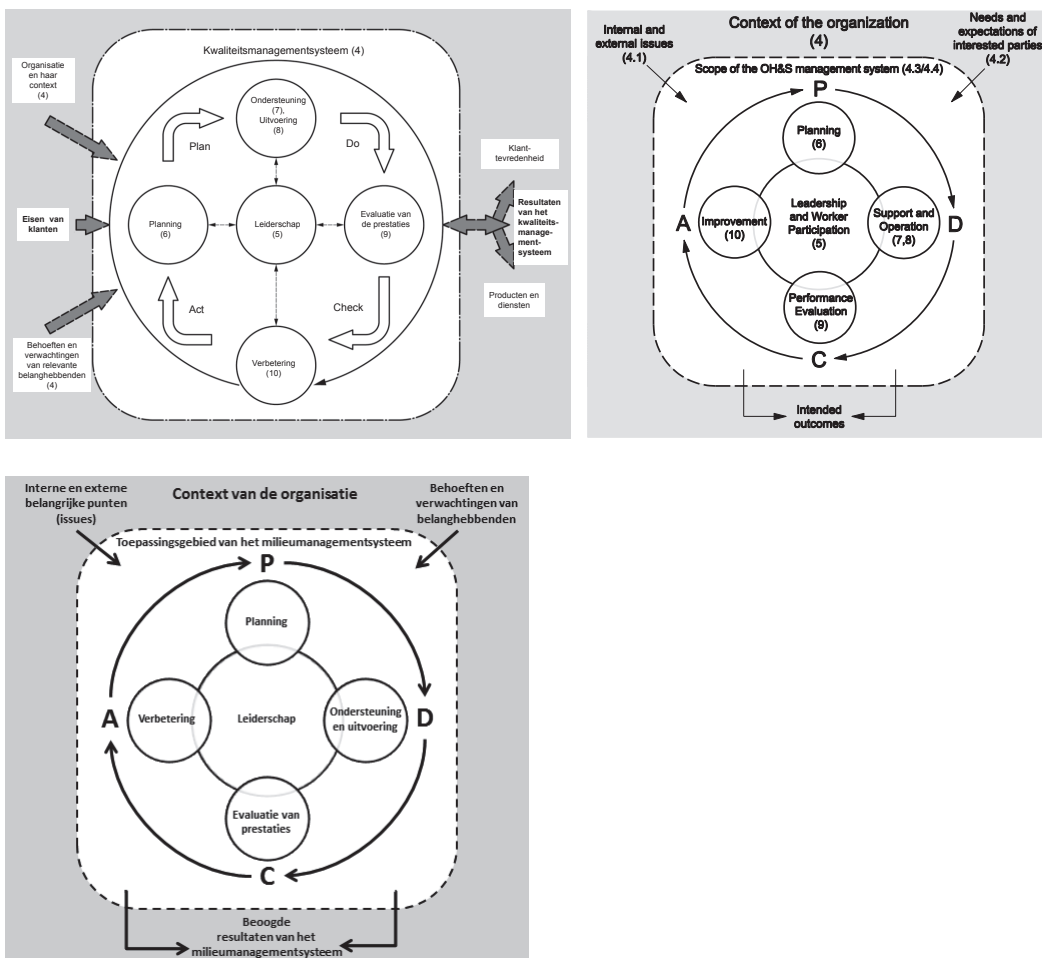 Kwaliteitsmanagementsysteem (4)
Organisatie
en haar
context
(4)
Ondersteuning
(7),
Uitvoering
(8)
Plan
Do
Klant-
tevredenheid
Eisen van
klanten
Planning
(6)
Leiderschap
(5)
Evaluatie van
de prestaties
(9)
Resultaten
van het
kwaliteits-
manage-
ment-
systeem
Act
Check
Producten en
diensten
Behoeften en
verwachtingen
van relevante
belanghebbenden
(4)
Verbetering
(10)
Context of the organization
(4)
Internal and
external issues
(4.1)
Needs and
expectations of
interested parties
(4.2)
Scope of the OH&S management system (4.3/4.4)
P
Planning
(6)
A
Improvement
(10)
Leadership
and Worker
Participation
(5)
Support and
Operation
(7,8)
D
Performance
Evaluation
(9)
C
Intended
outcomes
Interne en externe
belangrijke punten
(issues)
Context van de organisatie
Behoeften en
verwachtingen van
belanghebbenden
Toepassingsgebied van het milieumanagementsysteem
P
Planning
A
Verbetering
Leiderschap
Ondersteuning
en uitvoering
D
Evaluatie van
prestaties
C
Beoogde
resultaten van het
milieumanagementsysteem